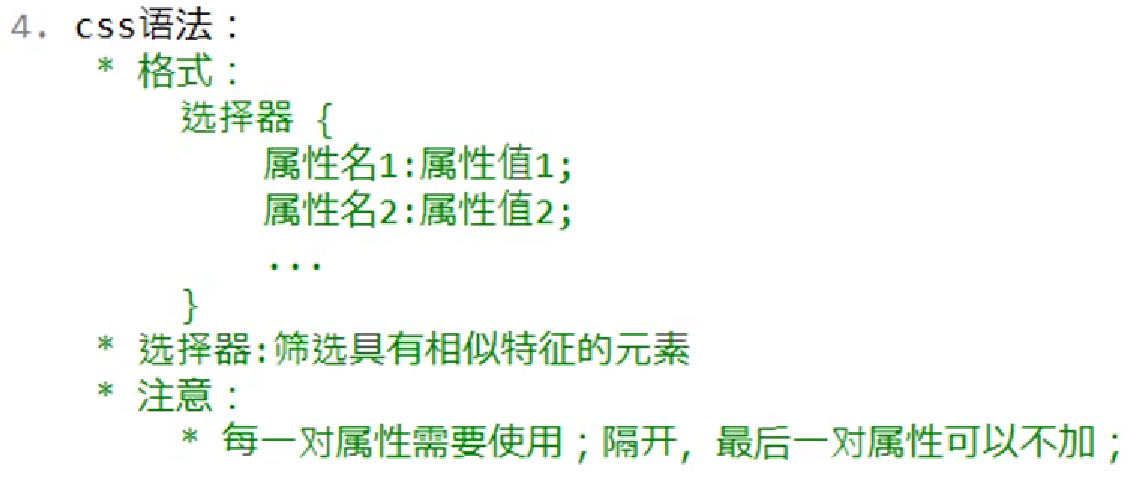 4. css语法：
* 格式：
选择器 {
属性名1:属性值1;
属性名2:属性值2;
...
}
* 选择器:筛选具有相似特征的元素
* 注意：
* 每一对属性需要使用；隔开，最后一对属性可以不加；